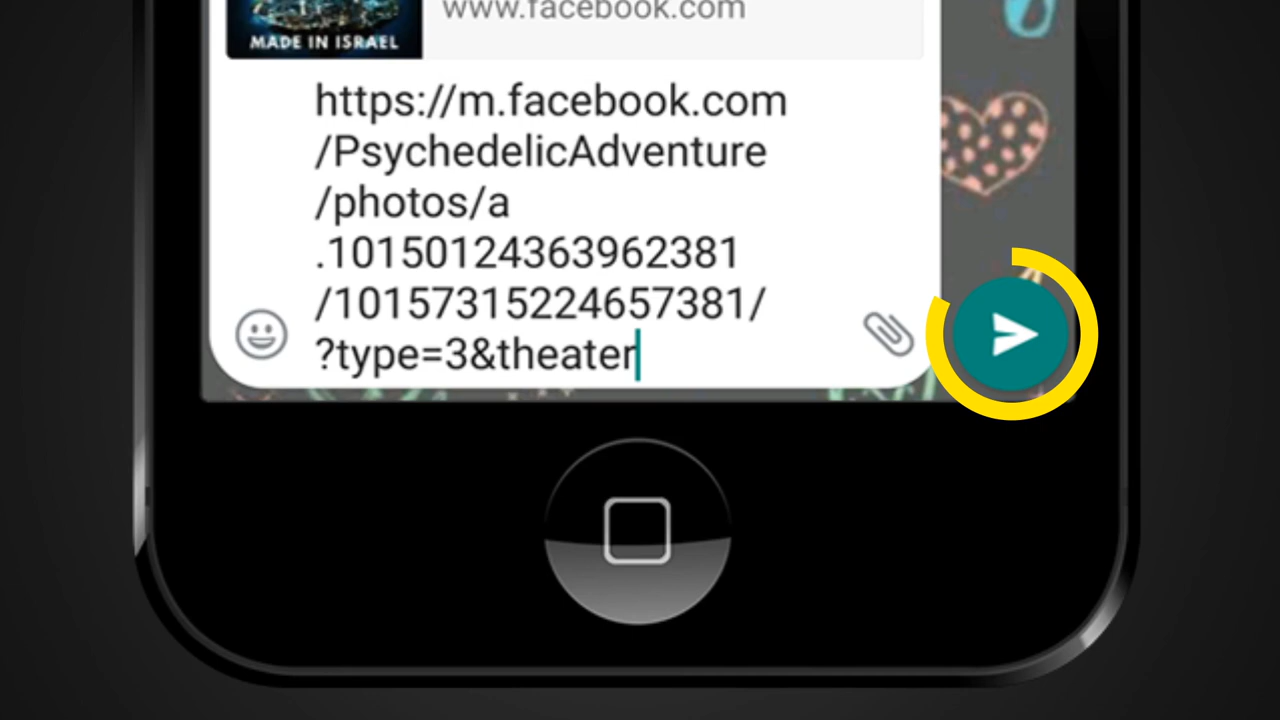 www.facebook.com
MADE IN ISRAEL
https://m.facebook.com
/PsychedelicAdventure
/photos/a
.10150124363962381
/10157315224657381/
?type=3&theater